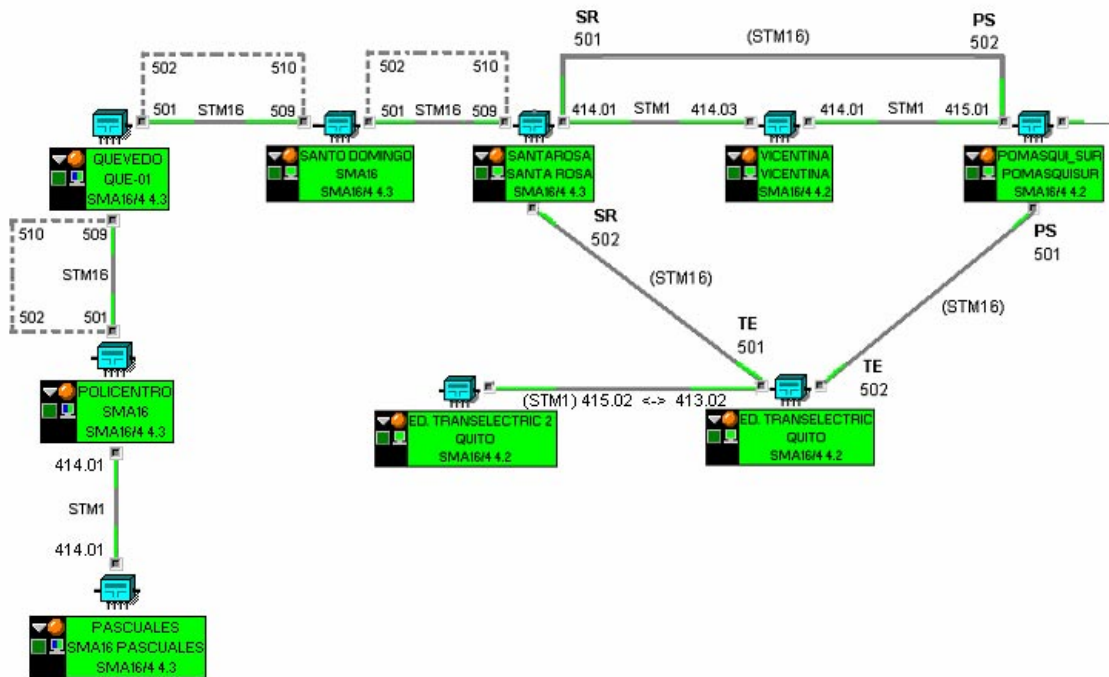 SR
501
(STM16)
PS
502
502 510
501 STM16 509
502 510
501 STM16 509
414.01 STM1 414.03
414.01 STM1 415.01
QUEVEDO
QUE-01
SMA16/4 4.3
SANTO DOMINGO
SMA16
SMA16/4 4.3
SANTAROSA
SANTA ROSA
SMA16/4 4.3
VICENTINA
VICENTINA
SMA16/4 4.2
POMASQUI_SUR
POMASQUISUR
SMA16/4 4.2
510 509
STM16
502 501
SR
502
(STM16)
PS
501
(STM16)
TE
501
TE
502
(STM1) 415.02 <-> 413.02
POLICENTRO
SMA16
SMA16/4 4.3
ED. TRANSELECTRIC 2
QUITO
SMA16/4 4.2
ED. TRANSELECTRIC
QUITO
SMA16/4 4.2
414.01
STM1
414.01
PASCUALES
SMA16 PASCUALES
SMA16/4 4.3